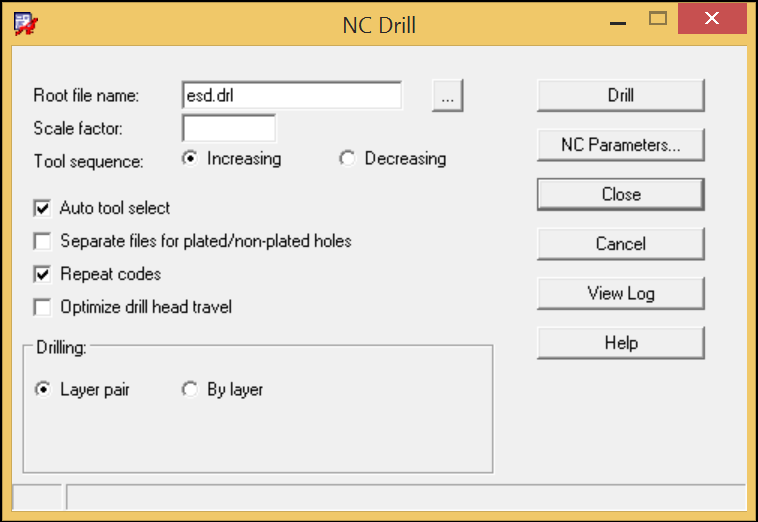 NC Drill
Root file name: esd.drl ... Drill
Scale factor:
NC Parameters...
Tool sequence: Increasing Decreasing
Close
Auto tool select
Separate files for plated/non-plated holes Cancel
Repeat codes
View Log
Optimize drill head travel
Drilling: Help
Layer pair By layer